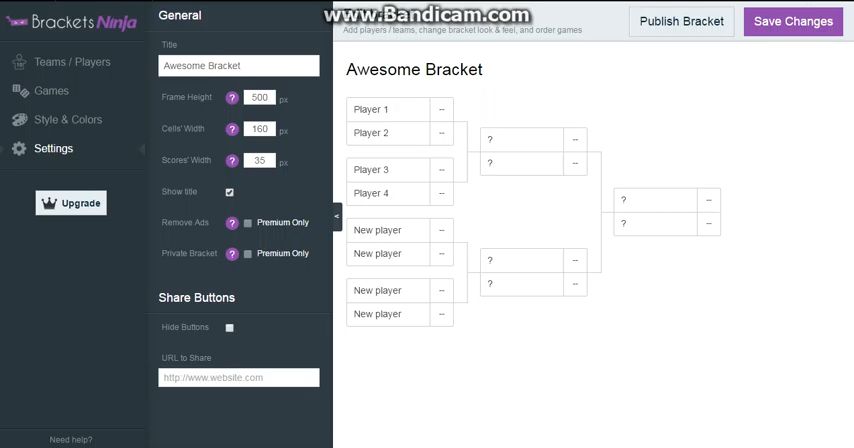 Brackets Ninja
Teams / Players
Games
Style & Colors
Settings
Upgrade
Need help?
General
Title
Awesome Bracket
Frame Height ? 500 px
Cells' Width ? 160 px
Scores' Width ? 35 px
Show title
Remove Ads ? Premium Only
Private Bracket ? Premium Only
Share Buttons
Hide Buttons
URL to Share
http://www.website.com
<
www.Bandicam.com
Add players / teams, change bracket look & feel, and order games
Publish Bracket
Save Changes
Awesome Bracket
Player 1 --
Player 2 --
Player 3 --
Player 4 --
New player --
New player --
New player --
New player --
? --
? --
? --
? --
? --
? --